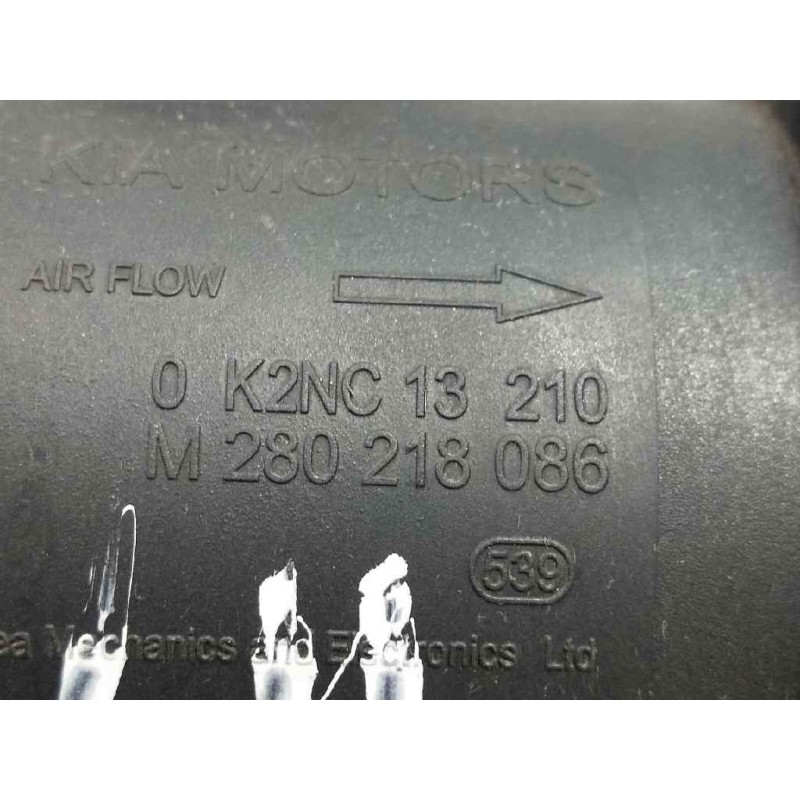 KIA MOTORS
AIR FLOW
0 K2NC 13 210
M 280 218 086
539
Mechanics and Electronics Ltd